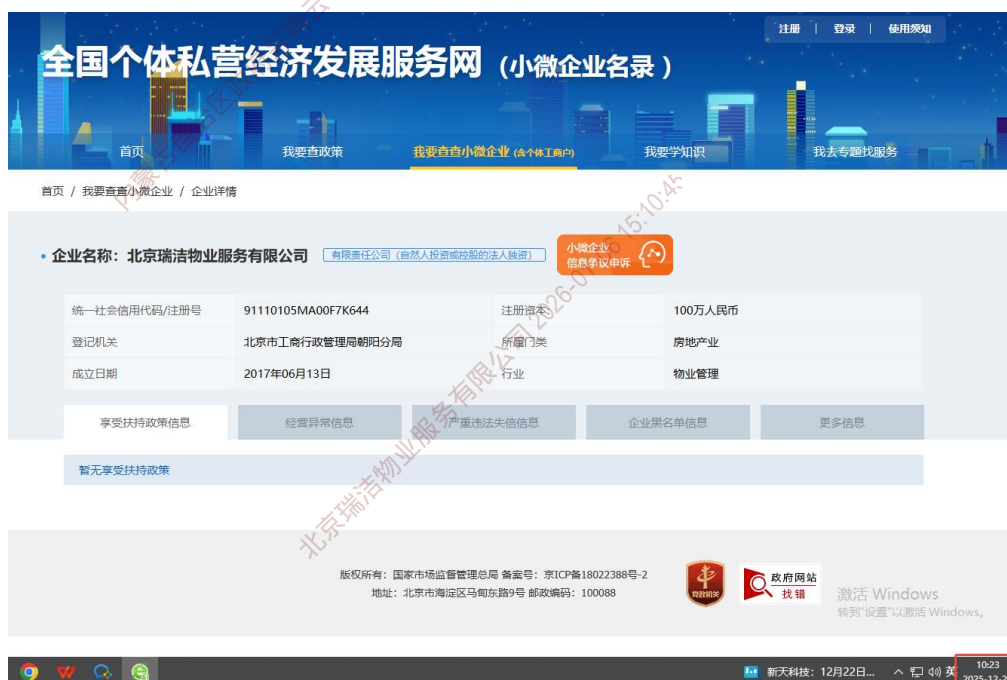 注册 | 登录 | 使用须知
全国个体私营经济发展服务网（小微企业名录）
首页 我要查政策 我要查查小微企业 (含个体工商户) 我要学知识 我去专题找服务
首页 / 我要查查小微企业 / 企业详情
• 企业名称：北京瑞洁物业服务有限公司 有限责任公司（自然人投资或控股的法人独资） 小微企业
信息争议申诉
统一社会信用代码/注册号 91110105MA00F7K644 注册资本: 100万人民币
登记机关 北京市工商行政管理局朝阳分局 所属门类 房地产业
成立日期 2017年06月13日 行业 物业管理
享受扶持政策信息 经营异常信息 严重违法失信信息 企业黑名单信息 更多信息
暂无享受扶持政策
版权所有：国家市场监督管理总局 备案号：京ICP备18022388号-2
地址：北京市海淀区马甸东路9号 邮政编码：100088
党政机关
政府网站
找错
激活 Windows
转到"设置"以激活 Windows。
新天科技：12月22日... 英 10:23
北京瑞洁物业服务有限公司
15:10:45